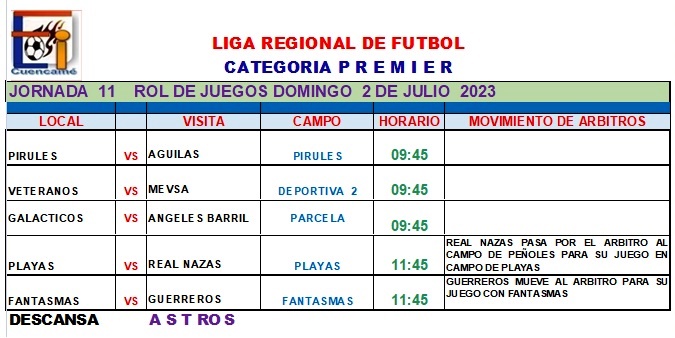 Cuencamé
LIGA REGIONAL DE FUTBOL
CATEGORIA P R E M I E R
JORNADA 11 ROL DE JUEGOS DOMINGO 2 DE JULIO 2023
LOCAL VISITA CAMPO HORARIO MOVIMIENTO DE ARBITROS
PIRULES VS AGUILAS PIRULES 09:45
VETERANOS VS MEVSA DEPORTIVA 2 09:45
GALACTICOS VS ANGELES BARRIL PARCELA 09:45
PLAYAS VS REAL NAZAS PLAYAS 11:45
REAL NAZAS PASA POR EL ARBITRO AL
CAMPO DE PEÑOLES PARA SU JUEGO EN
CAMPO DE PLAYAS
FANTASMAS VS GUERREROS FANTASMAS 11:45
GUERREROS MUEVE AL ARBITRO PARA SU
JUEGO CON FANTASMAS
DESCANSA A S T R O S